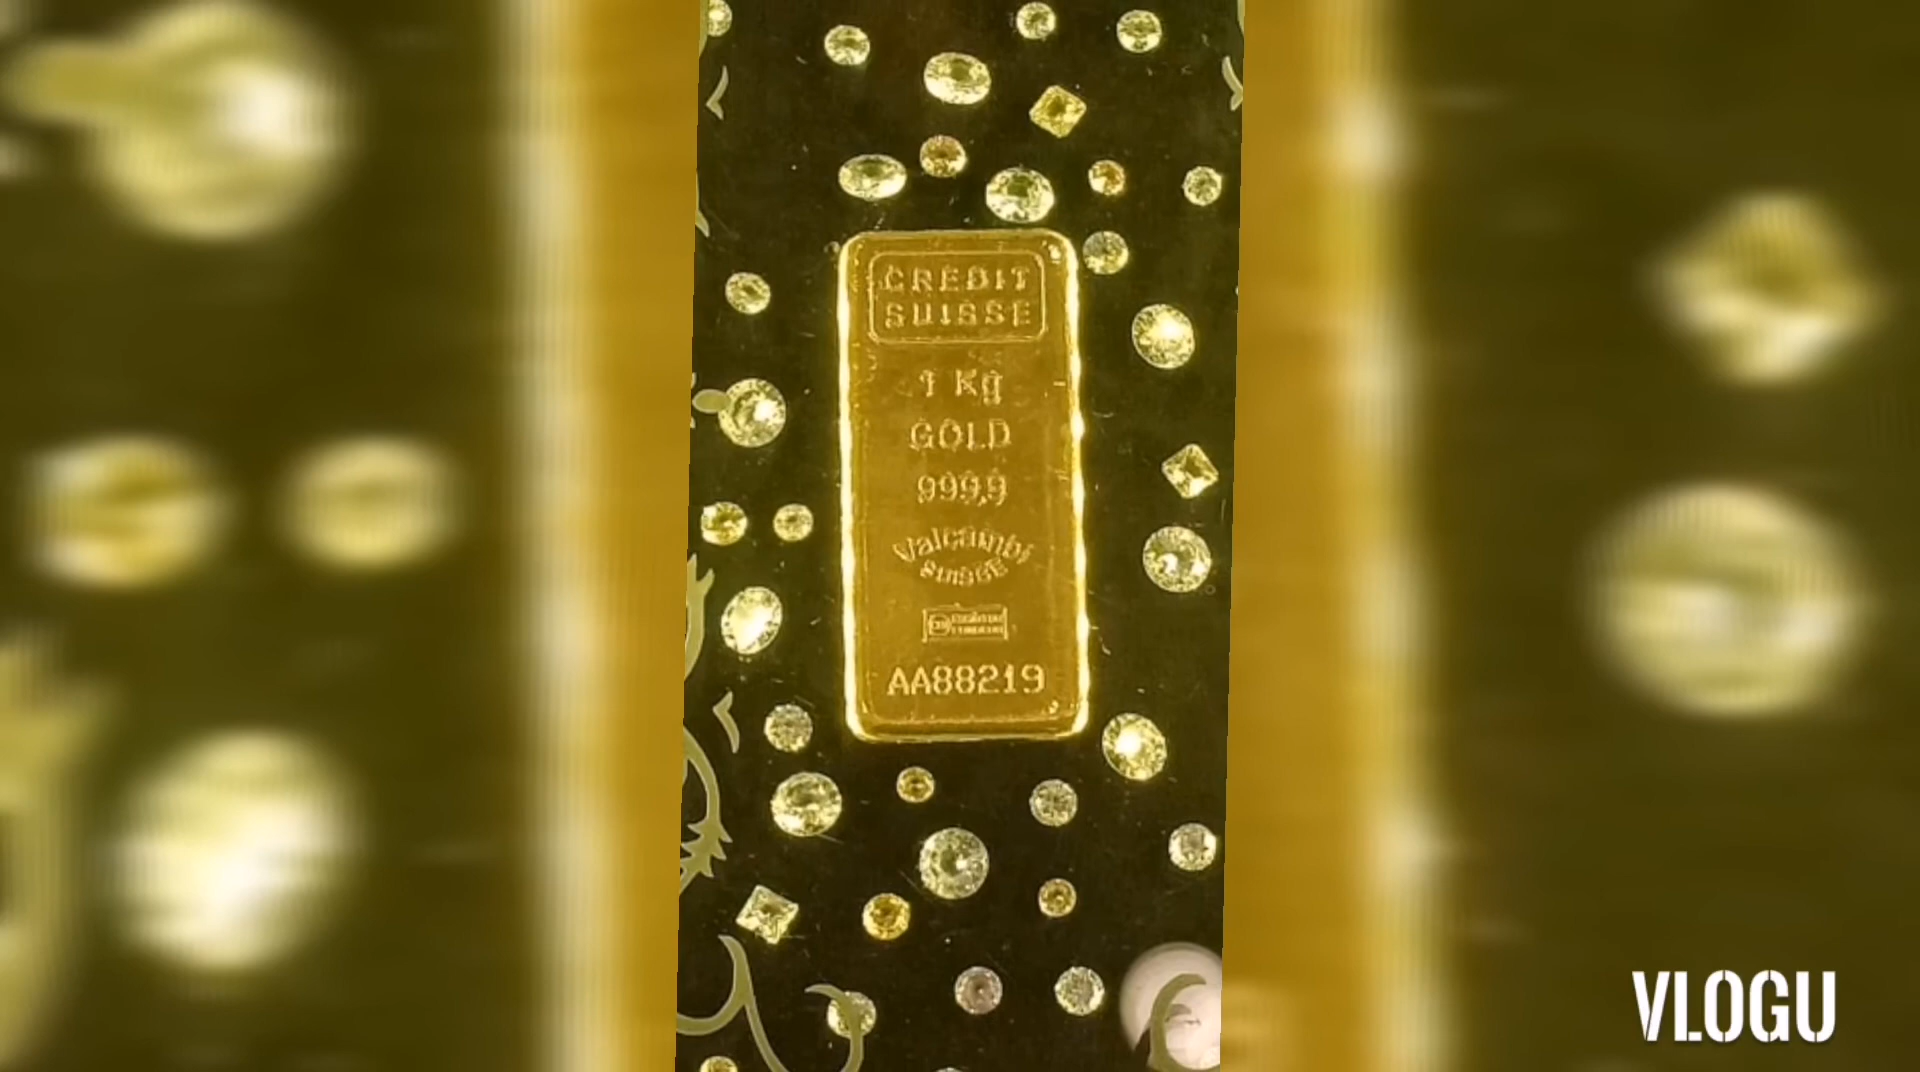 CREDIT
SUISSE
1 Kg
GOLD
999,9
Valcambi
SUISSE
AA88219
VLOGU